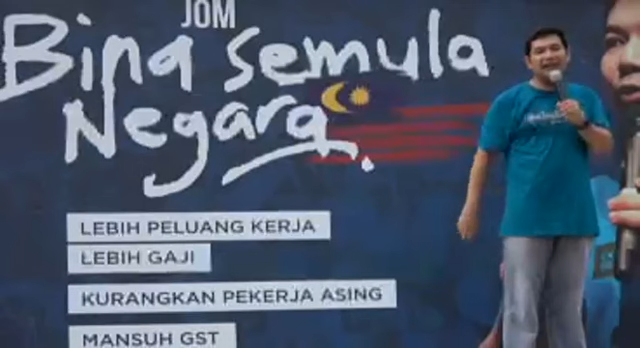 JOM
Bina semula
Negara.
LEBIH PELUANG KERJA
LEBIH GAJI
KURANGKAN PEKERJA ASING
MANSUH GST